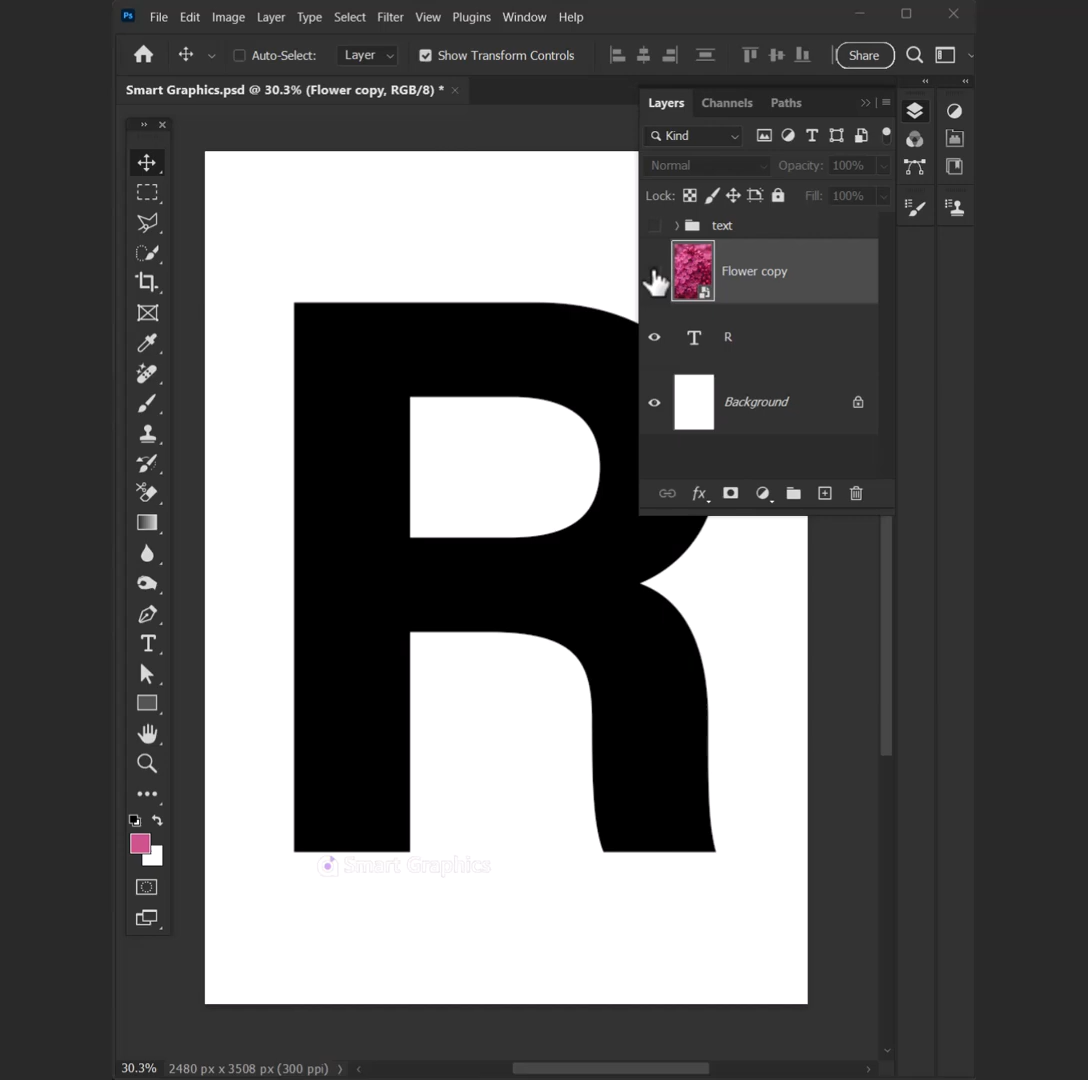 Ps File Edit Image Layer Type Select Filter View Plugins Window Help
Auto-Select: Layer Show Transform Controls Share
Smart Graphics.psd @ 30.3% (Flower copy, RGB/8) *
Layers Channels Paths
Kind
Normal Opacity: 100%
Lock: Fill: 100%
text
Flower copy
T R
Background
fx
R
Smart Graphics
30.3% 2480 px x 3508 px (300 ppi)